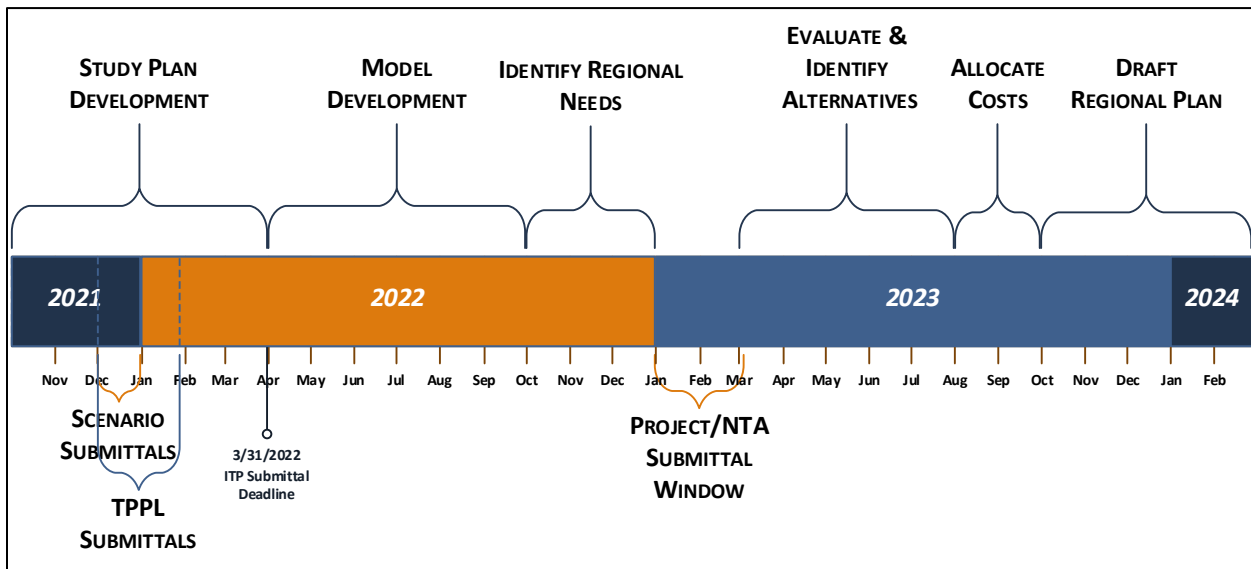 STUDY PLAN
DEVELOPMENT
MODEL
DEVELOPMENT
IDENTIFY REGIONAL
NEEDS
EVALUATE &
IDENTIFY
ALTERNATIVES
ALLOCATE
COSTS
DRAFT
REGIONAL PLAN
2021
2022
2023
2024
Nov Dec Jan Feb Mar Apr May Jun Jul Aug Sep Oct Nov Dec Jan Feb Mar Apr May Jun Jul Aug Sep Oct Nov Dec Jan Feb
SCENARIO
SUBMITTALS
TPPL
SUBMITTALS
3/31/2022
ITP Submittal
Deadline
PROJECT/NTA
SUBMITTAL
WINDOW